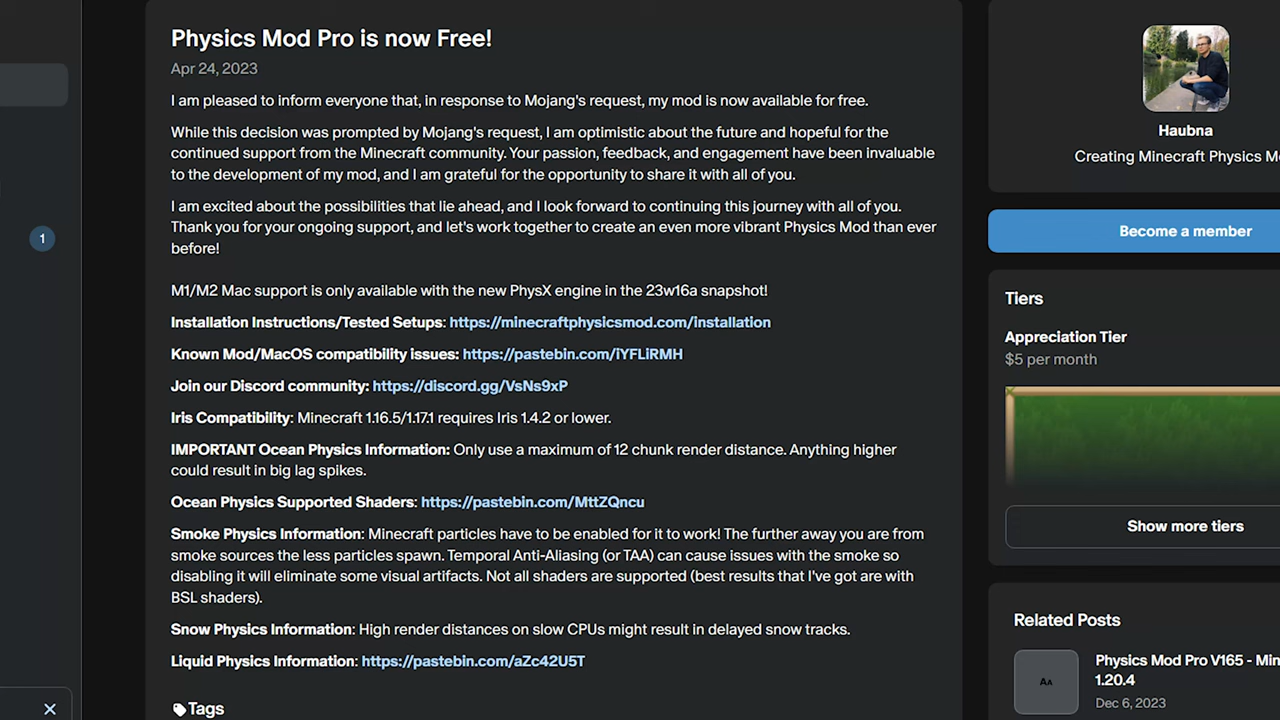 Physics Mod Pro is now Free!
Apr 24, 2023
I am pleased to inform everyone that, in response to Mojang's request, my mod is now available for free.
While this decision was prompted by Mojang's request, I am optimistic about the future and hopeful for the
continued support from the Minecraft community. Your passion, feedback, and engagement have been invaluable
to the development of my mod, and I am grateful for the opportunity to share it with all of you.
I am excited about the possibilities that lie ahead, and I look forward to continuing this journey with all of you.
Thank you for your ongoing support, and let's work together to create an even more vibrant Physics Mod than ever
before!
M1/M2 Mac support is only available with the new PhysX engine in the 23w16a snapshot!
Installation Instructions/Tested Setups: https://minecraftphysicsmod.com/installation
Known Mod/MacOS compatibility issues: https://pastebin.com/iYFLiRMH
Join our Discord community: https://discord.gg/VsNs9xP
Iris Compatibility: Minecraft 1.16.5/1.17.1 requires Iris 1.4.2 or lower.
IMPORTANT Ocean Physics Information: Only use a maximum of 12 chunk render distance. Anything higher
could result in big lag spikes.
Ocean Physics Supported Shaders: https://pastebin.com/MttZQncu
Smoke Physics Information: Minecraft particles have to be enabled for it to work! The further away you are from
smoke sources the less particles spawn. Temporal Anti-Aliasing (or TAA) can cause issues with the smoke so
disabling it will eliminate some visual artifacts. Not all shaders are supported (best results that I've got are with
BSL shaders).
Snow Physics Information: High render distances on slow CPUs might result in delayed snow tracks.
Liquid Physics Information: https://pastebin.com/aZc42U5T
Tags
1
Haubna
Creating Minecraft Physics M
Become a member
Tiers
Appreciation Tier
$5 per month
Show more tiers
Related Posts
Aa
Physics Mod Pro V165 - Min
1.20.4
Dec 6, 2023